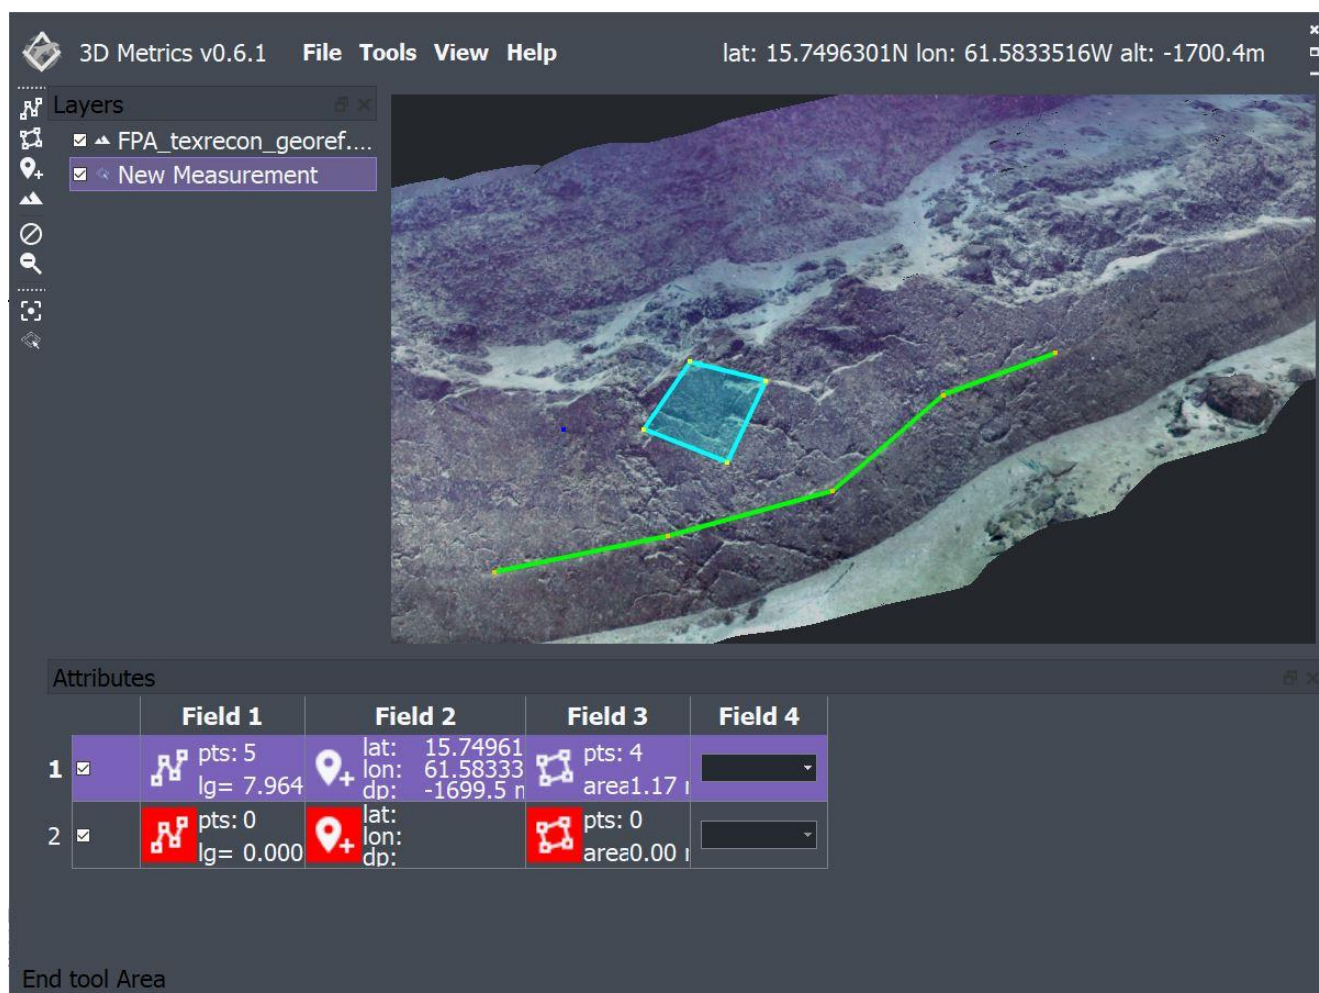 3D Metrics v0.6.1 File Tools View Help lat: 15.7496301N lon: 61.5833516W alt: -1700.4m
Layers
FPA_texrecon_georef....
New Measurement
Attributes
Field 1 Field 2 Field 3 Field 4
1 pts: 5 lat: 15.74961 pts: 4
lon: 61.58333
lg= 7.964 dp: -1699.5 area1.17
2 pts: 0 lat: pts: 0
lon:
lg= 0.000 dp: area0.00
End tool Area